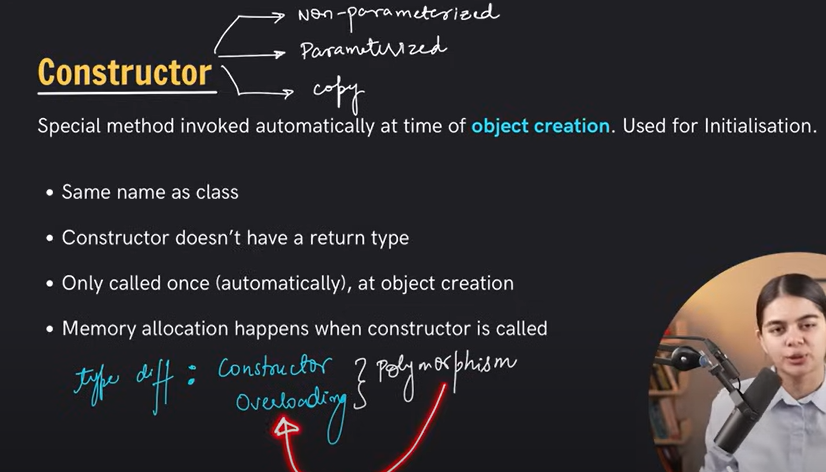 Non-parameterized
Parameterized
Constructor
copy
Special method invoked automatically at time of object creation. Used for Initialisation.
• Same name as class
• Constructor doesn't have a return type
• Only called once (automatically), at object creation
• Memory allocation happens when constructor is called
type diff : Constructor } Polymorphism
Overloading